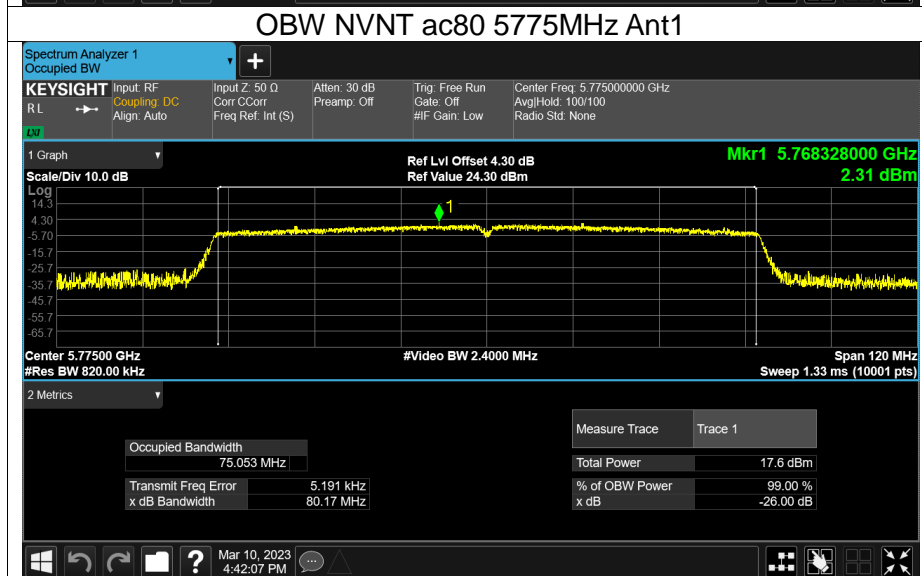 OBW NVNT ac80 5775MHz Ant1
Spectrum Analyzer 1
Occupied BW
+
KEYSIGHT Input: RF Input Z: 50 Ω Atten: 30 dB Trig: Free Run Center Freq: 5.775000000 GHz
RL Coupling: DC Corr CCorr Preamp: Off Gate: Off Avg|Hold: 100/100
Align: Auto Freq Ref: Int (S) #IF Gain: Low Radio Std: None
LXI
1 Graph Ref Lvl Offset 4.30 dB Mkr1 5.768328000 GHz
Scale/Div 10.0 dB Ref Value 24.30 dBm 2.31 dBm
Log
14.3
4.30
-5.70
-15.7
-25.7
-35.7
-45.7
-55.7
-65.7
1
Center 5.77500 GHz #Video BW 2.4000 MHz Span 120 MHz
#Res BW 820.00 kHz Sweep 1.33 ms (10001 pts)
2 Metrics
Measure Trace Trace 1
Occupied Bandwidth
75.053 MHz Total Power 17.6 dBm
Transmit Freq Error 5.191 kHz % of OBW Power 99.00 %
x dB Bandwidth 80.17 MHz x dB -26.00 dB
? Mar 10, 2023
4:42:07 PM